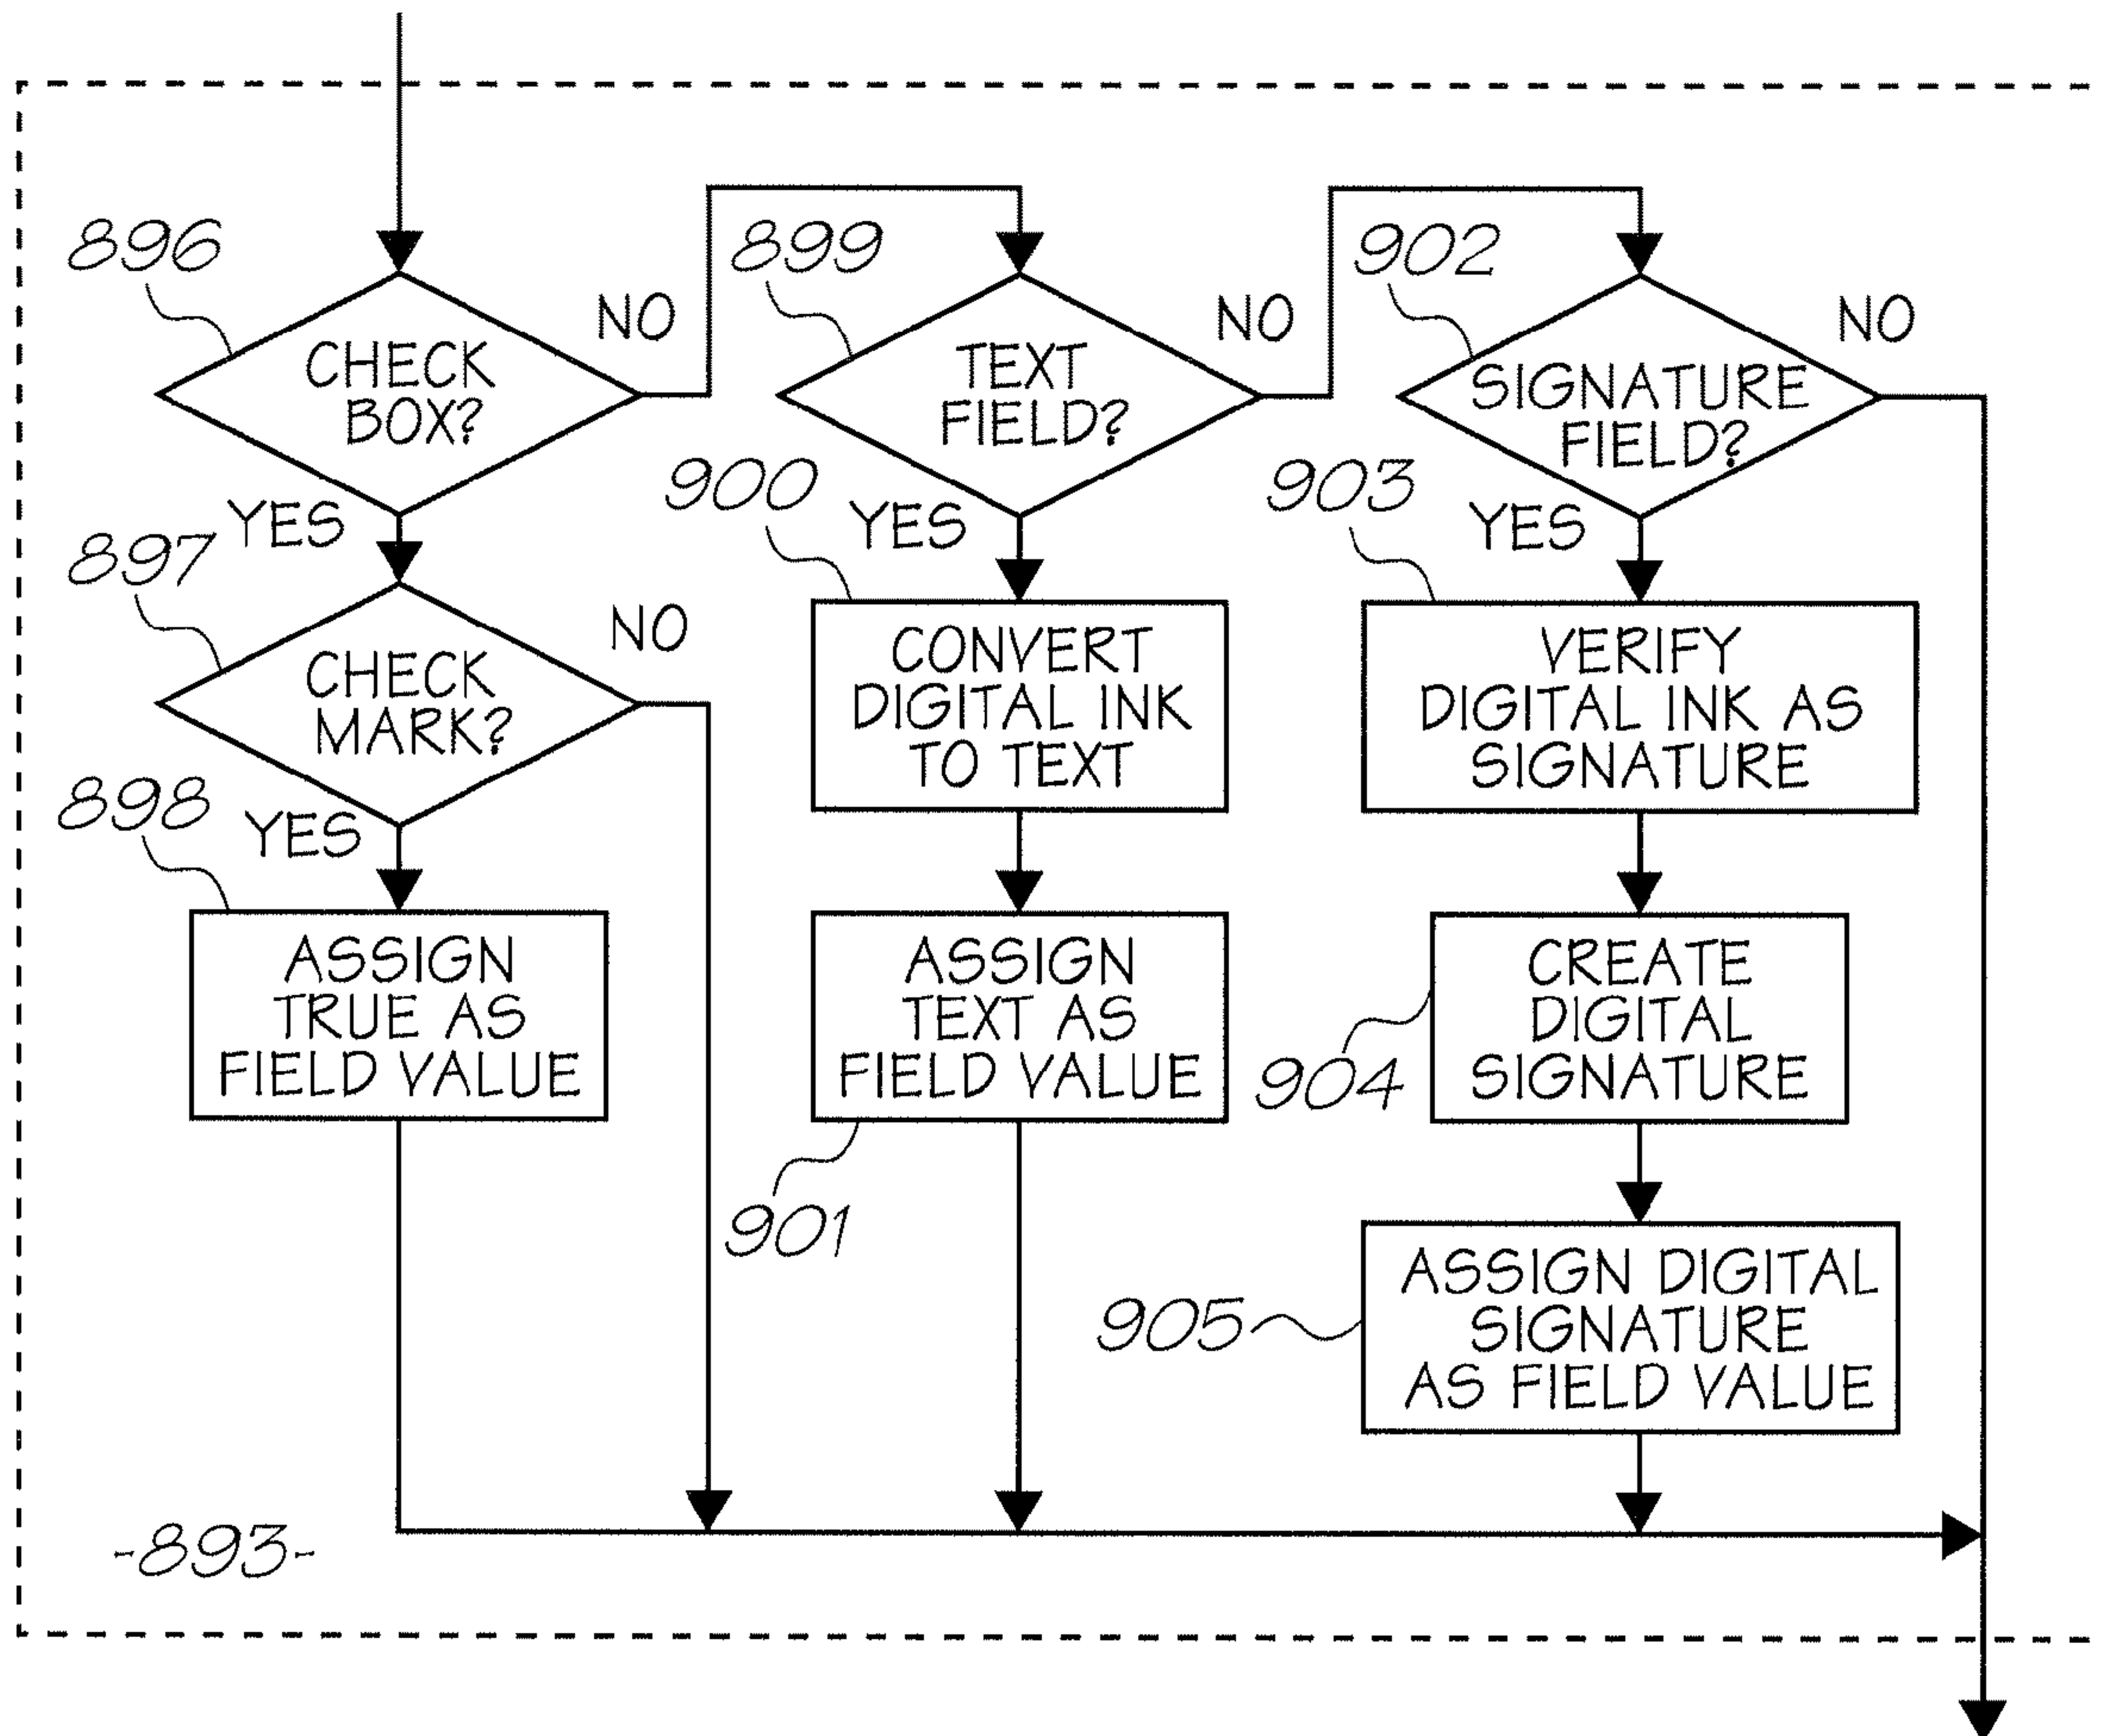 896
NO
CHECK
BOX?
YES
897
NO
CHECK
MARK?
898
YES
ASSIGN
TRUE AS
FIELD VALUE
899
NO
TEXT
FIELD?
900
YES
CONVERT
DIGITAL INK
TO TEXT
ASSIGN
TEXT AS
FIELD VALUE
901
902
NO
SIGNATURE
FIELD?
903
YES
VERIFY
DIGITAL INK AS
SIGNATURE
CREATE
DIGITAL
SIGNATURE
904
ASSIGN DIGITAL
SIGNATURE
AS FIELD VALUE
905
-893-